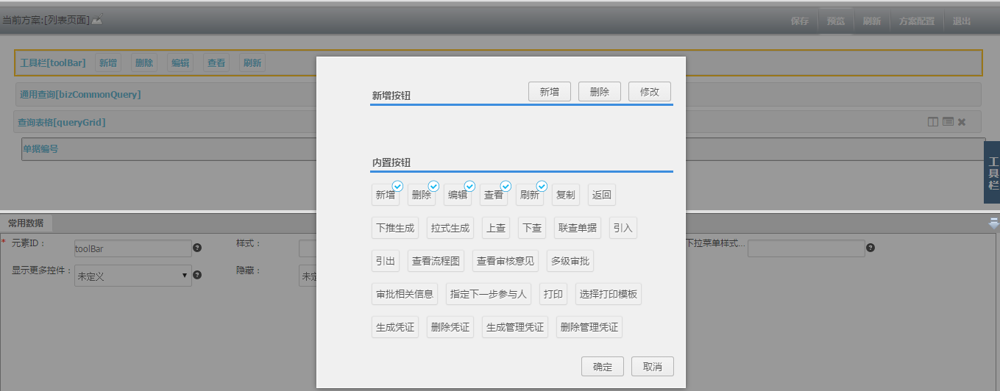 当前方案:[列表页面] 保存 预览 刷新 方案配置 退出
工具栏[toolBar] 新增 删除 编辑 查看 刷新
通用查询[bizCommonQuery]
查询表格[queryGrid]
单据编号
工具栏
新增按钮 新增 删除 修改
内置按钮
新增 删除 编辑 查看 刷新 复制 返回
下推生成 拉式生成 上查 下查 联查单据 引入
引出 查看流程图 查看审核意见 多级审批
审批相关信息 指定下一步参与人 打印 选择打印模板
生成凭证 删除凭证 生成管理凭证 删除管理凭证
确定 取消
常用数据
* 元素ID： toolBar 样式： 下拉菜单样式...
显示更多控件： 未定义 隐藏： 未定